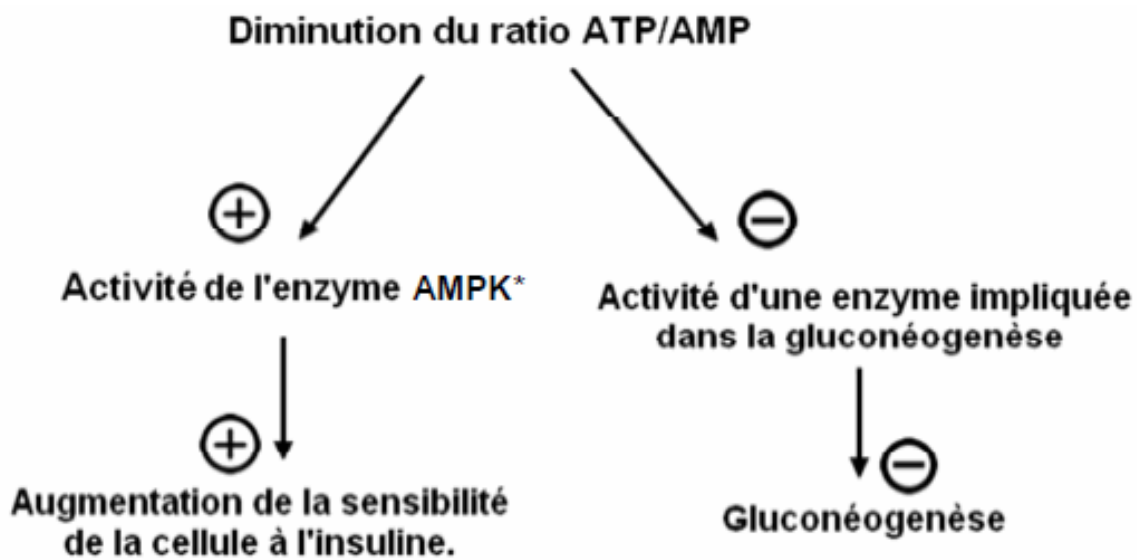 Diminution du ratio ATP/AMP
+
−
Activité de l'enzyme AMPK*
Activité d'une enzyme impliquée
dans la gluconéogenèse
+
−
Augmentation de la sensibilité
de la cellule à l'insuline.
Gluconéogenèse